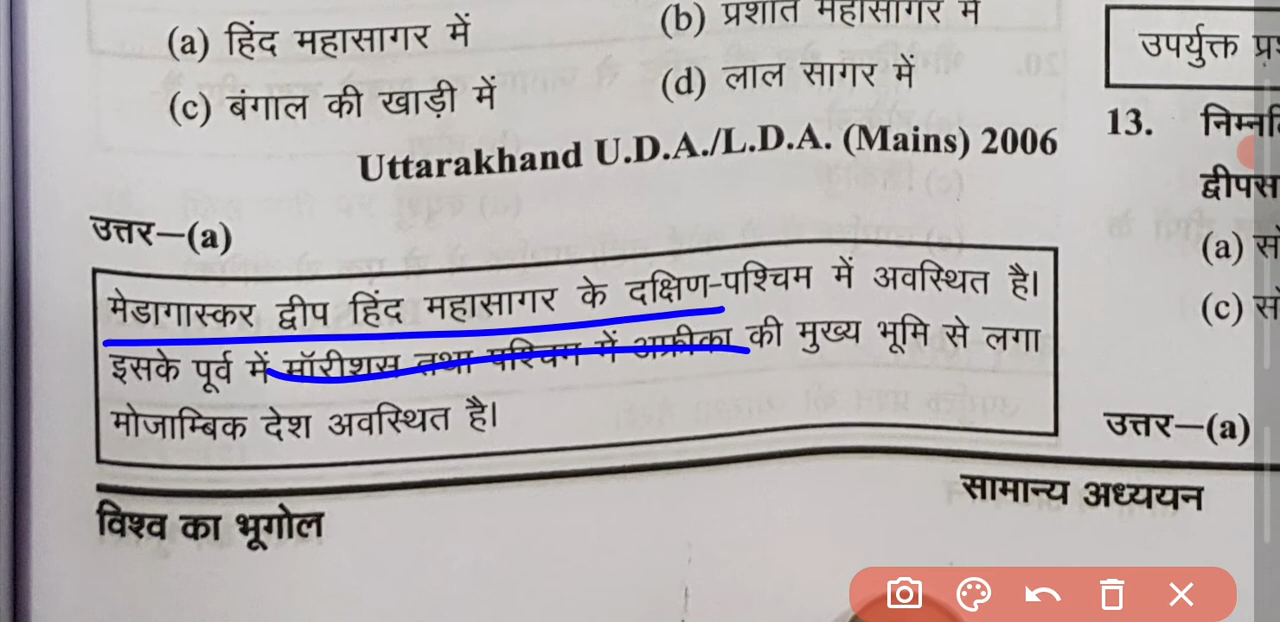 (a) हिंद महासागर में
(b) प्रशांत महासागर में
(c) बंगाल की खाड़ी में
(d) लाल सागर में
Uttarakhand U.D.A./L.D.A. (Mains) 2006
उत्तर—(a)
मेडागास्कर द्वीप हिंद महासागर के दक्षिण-पश्चिम में अवस्थित है।
इसके पूर्व में मॉरीशस तथा पश्चिम में अफ्रीका की मुख्य भूमि से लगा
मोजाम्बिक देश अवस्थित है।
विश्व का भूगोल
सामान्य अध्ययन
उपर्युक्त
13.
(a)
(c)
उत्तर—(a)